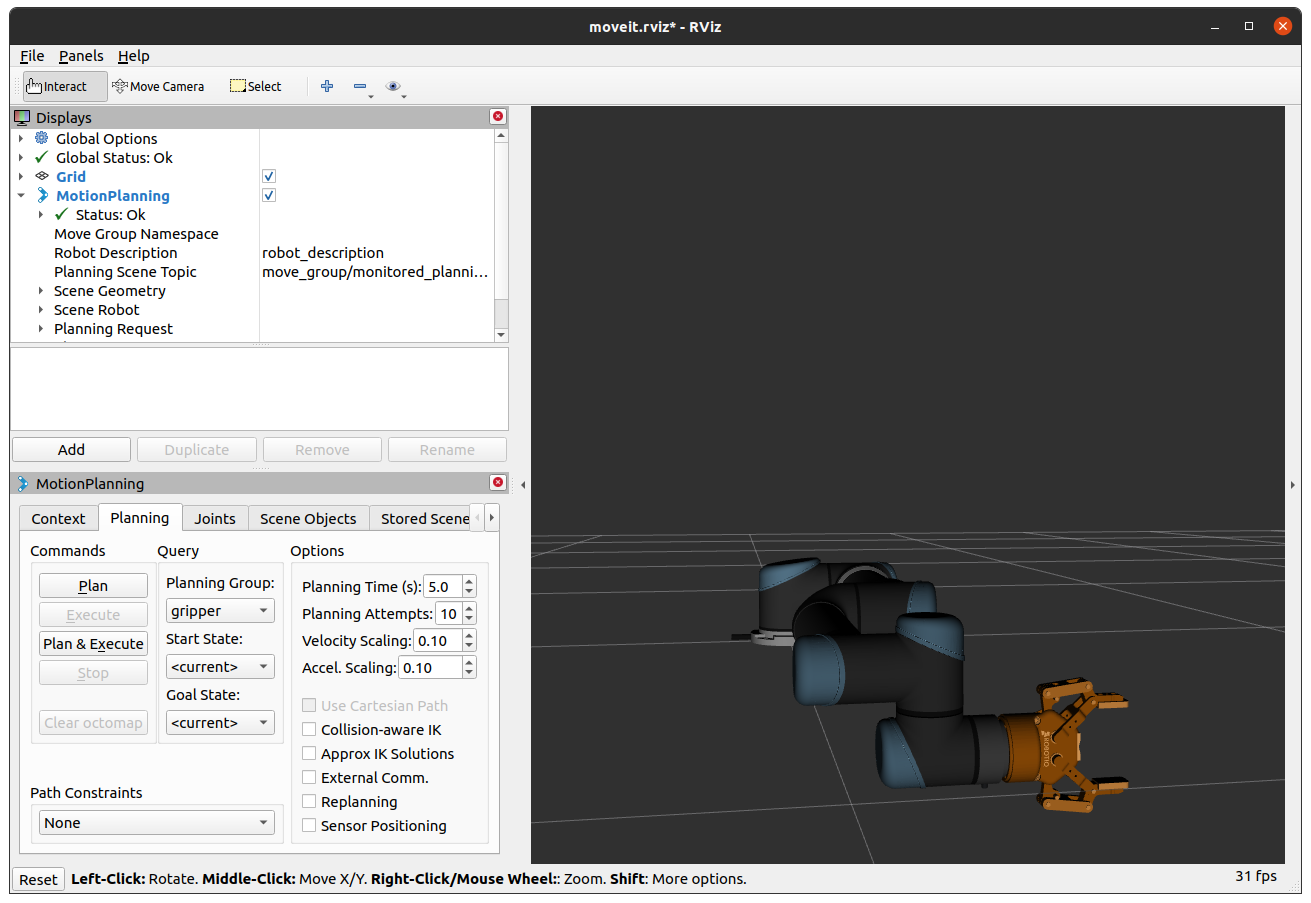 moveit.rviz* - RViz
File Panels Help
Interact Move Camera Select
Displays
Global Options
Global Status: Ok
Grid
MotionPlanning
Status: Ok
Move Group Namespace
Robot Description robot_description
Planning Scene Topic move_group/monitored_planni...
Scene Geometry
Scene Robot
Planning Request
Add Duplicate Remove Rename
MotionPlanning
Context Planning Joints Scene Objects Stored Scene
Commands Query Options
Plan
Execute
Plan & Execute
Stop
Clear octomap
Planning Group:
gripper
Start State:
<current>
Goal State:
<current>
Planning Time (s): 5.0
Planning Attempts: 10
Velocity Scaling: 0.10
Accel. Scaling: 0.10
Use Cartesian Path
Collision-aware IK
Approx IK Solutions
External Comm.
Replanning
Sensor Positioning
Path Constraints
None
ROBOTIQ
Reset Left-Click: Rotate. Middle-Click: Move X/Y. Right-Click/Mouse Wheel:: Zoom. Shift: More options. 31 fps